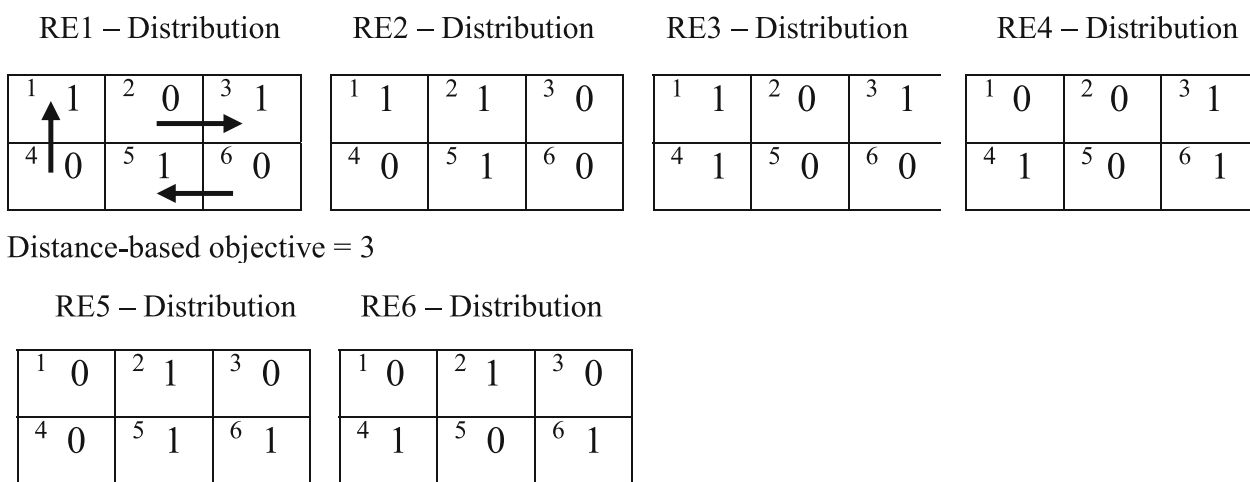 RE1 – Distribution RE2 – Distribution RE3 – Distribution RE4 – Distribution
1 1 2 0 3 1 1 1 2 1 3 0 1 1 2 0 3 1 1 0 2 0 3 1
4 0 5 1 6 0 4 0 5 1 6 0 4 1 5 0 6 0 4 1 5 0 6 1
Distance-based objective = 3
RE5 – Distribution RE6 – Distribution
1 0 2 1 3 0 1 0 2 1 3 0
4 0 5 1 6 1 4 1 5 0 6 1